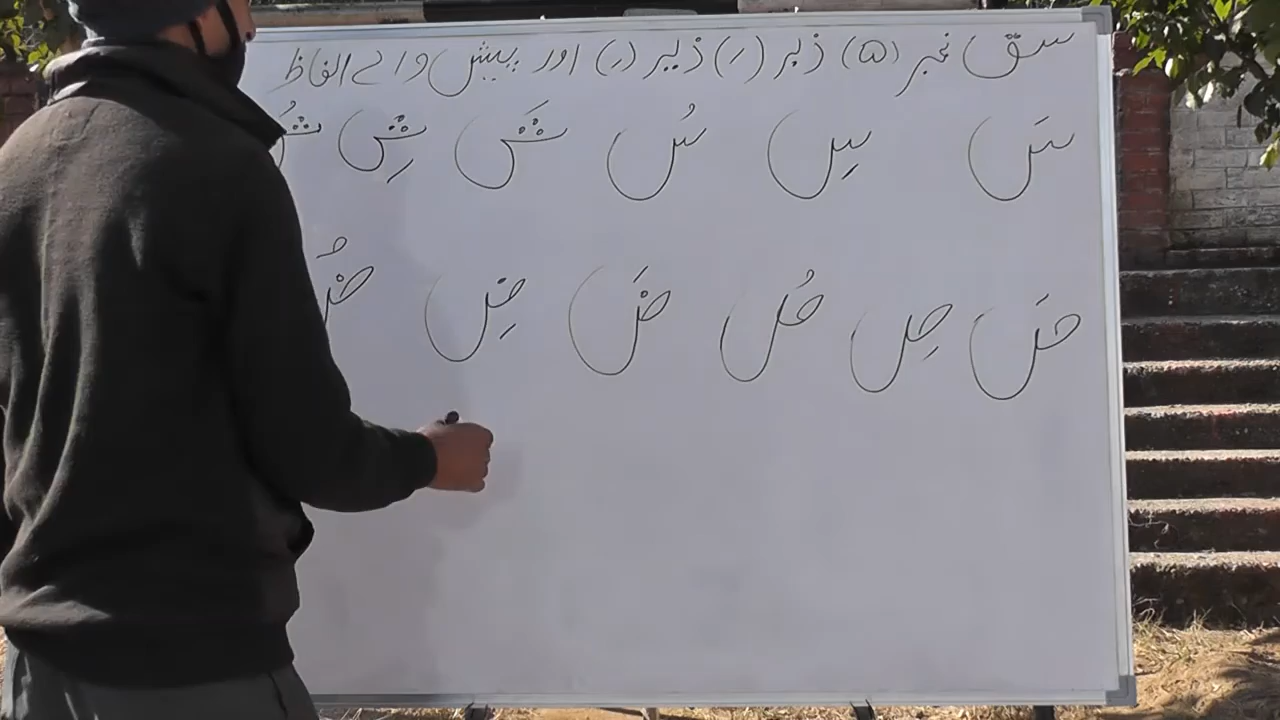 سبق نمبر (۵) زبر (ـَ) زیر (ـِ) اور پیش والے الفاظ
سَ سِ سُ شَ شِ شُ
صَ صِ صُ ضَ ضِ ضُ